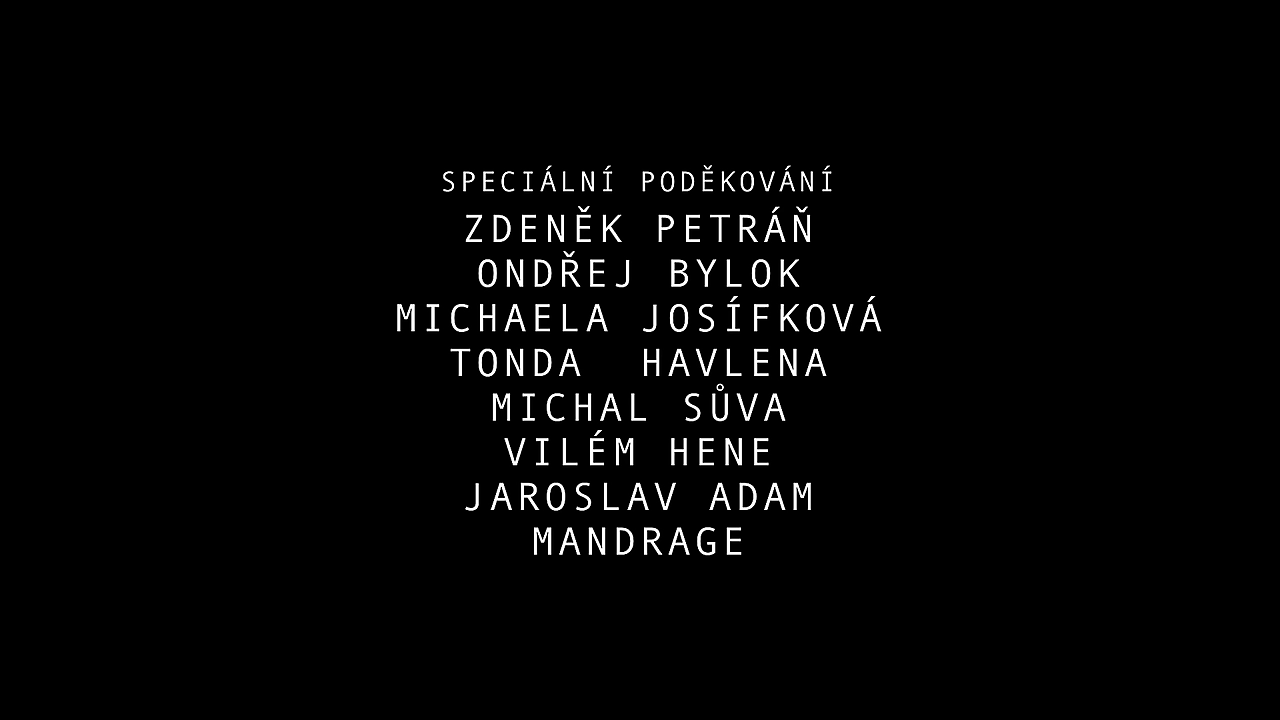 SPECIÁLNÍ PODĚKOVÁNÍ
ZDENĚK PETRÁŇ
ONDŘEJ BYLOK
MICHAELA JOSÍFKOVÁ
TONDA  HAVLENA
MICHAL SŮVA
VILÉM HENE
JAROSLAV ADAM
MANDRAGE